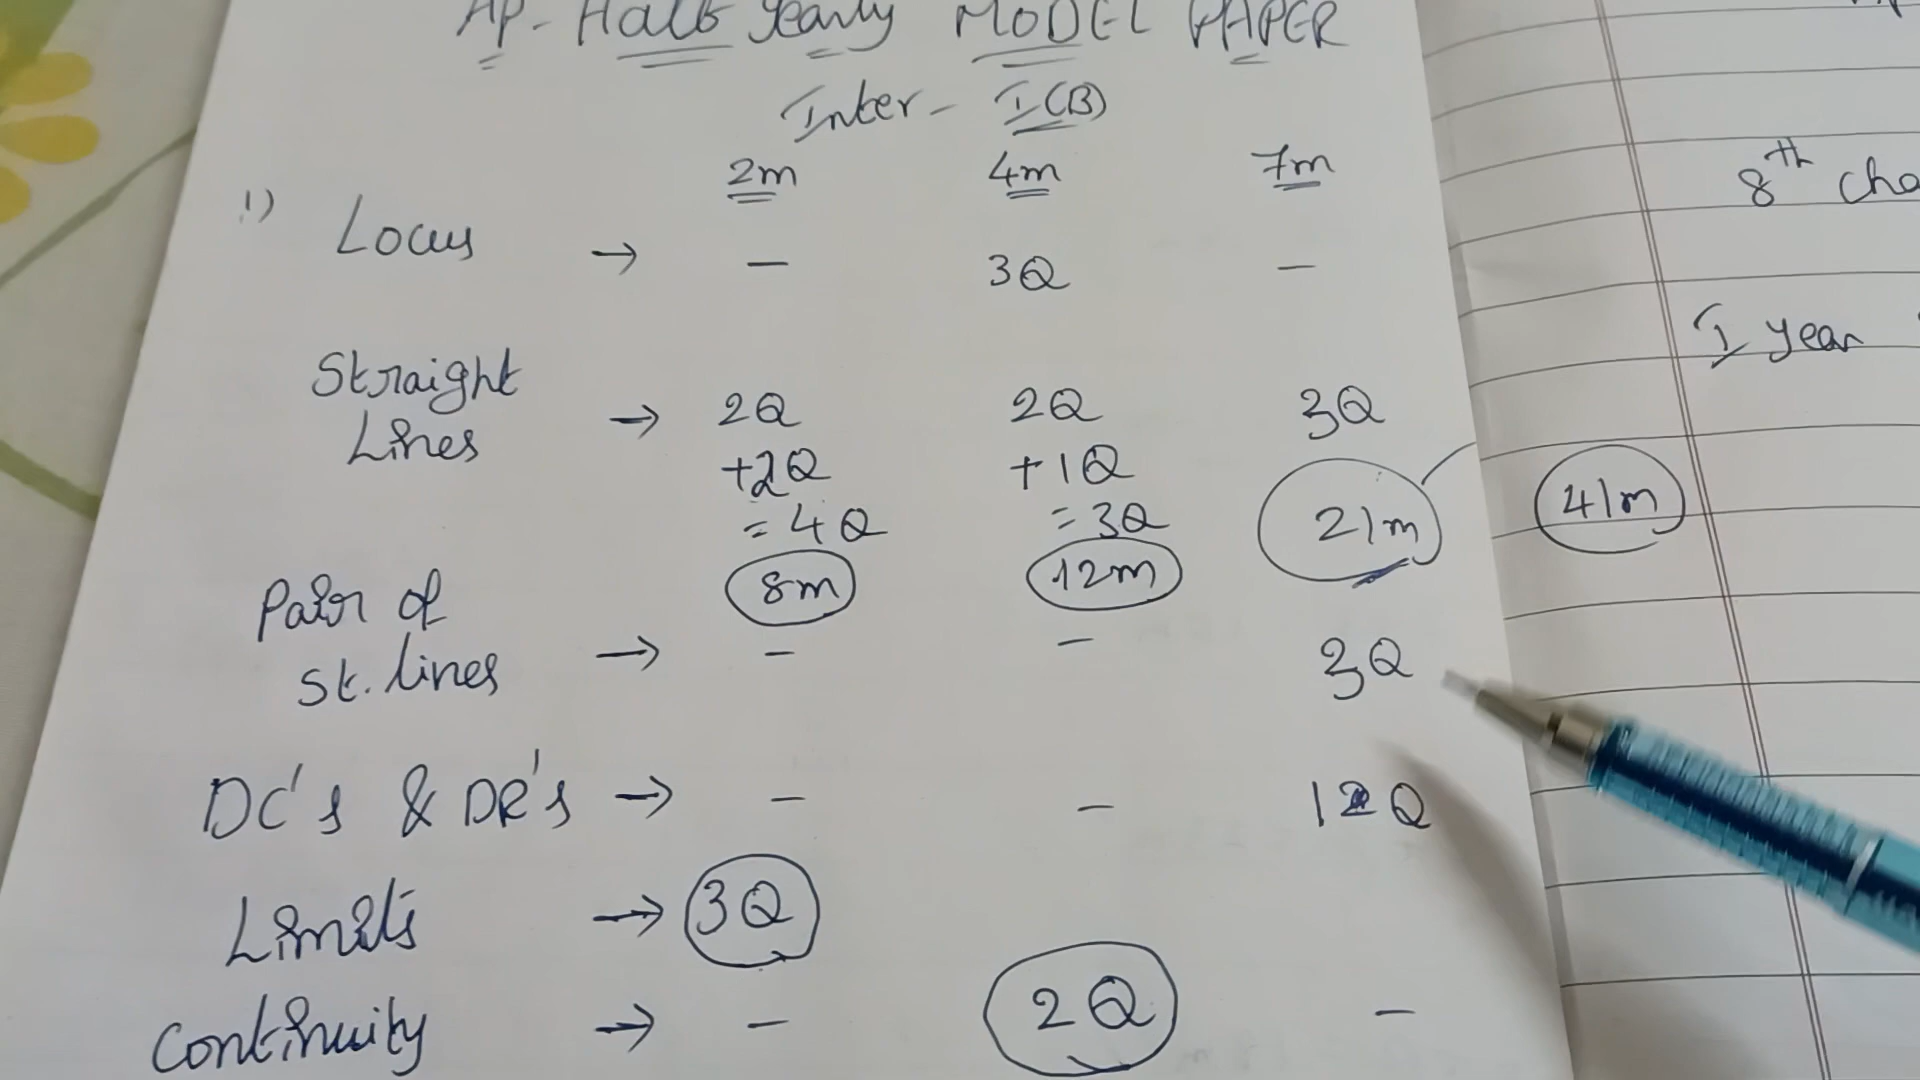 AP - Half Yearly MODEL PAPER
Inter - I(B)
2m 4m 7m
1) Locus → - 3Q -
Straight Lines → 2Q 2Q 3Q
+2Q +1Q
= 4Q = 3Q 21m 41m
8m 12m
Pair of
st. lines → - - 3Q
DC's & DR's → - - 1 Q
Limits → 3Q
Continuity → - 2Q -
8th
I year